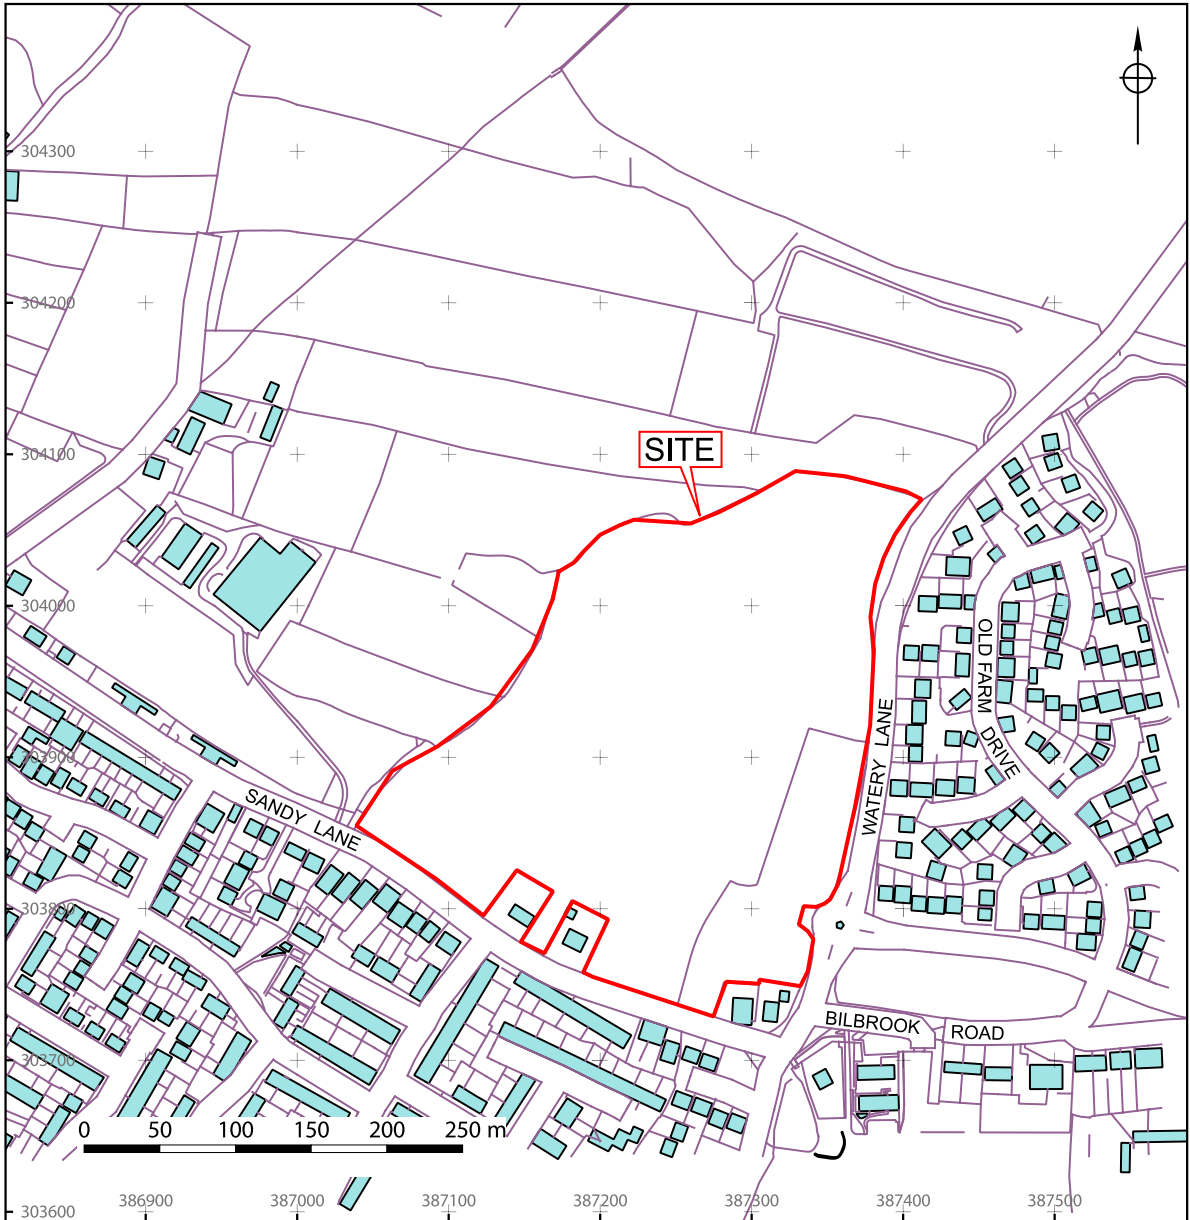 304300
304200
304100
SITE
304000
OLD FARM DRIVE
303900
WATERY LANE
SANDY LANE
303800
BILBROOK ROAD
303700
0 50 100 150 200 250 m
386900 387000 387100 387200 387300 387400 387500
303600